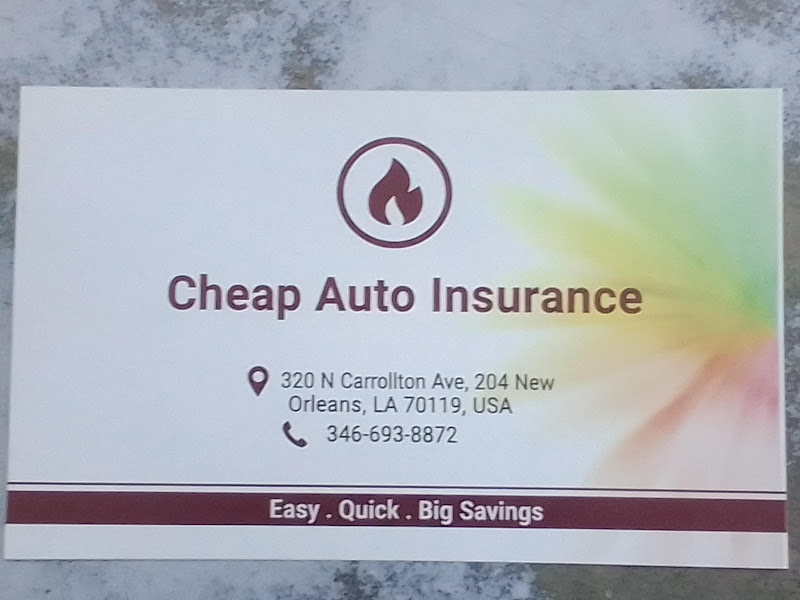 Cheap Auto Insurance
320 N Carrollton Ave, 204 New
Orleans, LA 70119, USA
346-693-8872
Easy . Quick . Big Savings